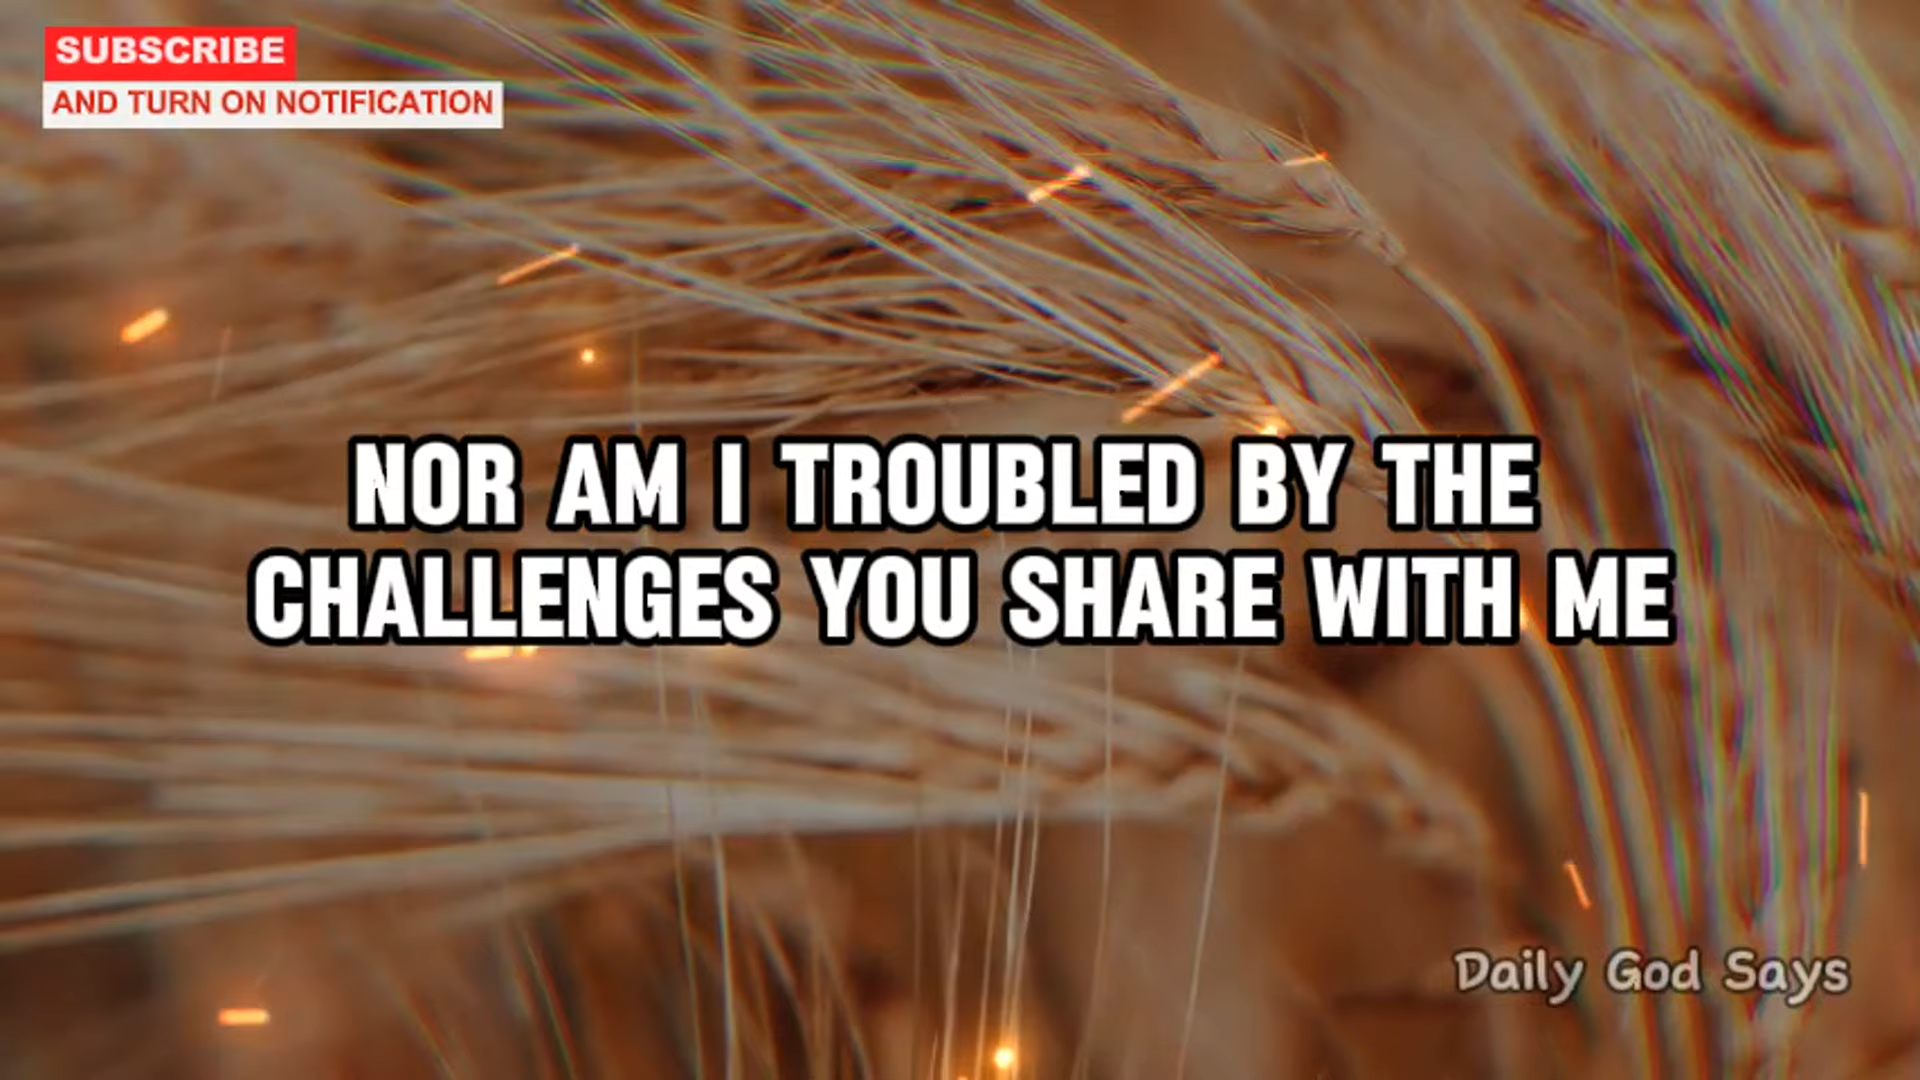 SUBSCRIBE
AND TURN ON NOTIFICATION
NOR AM I TROUBLED BY THE
CHALLENGES YOU SHARE WITH ME
Daily God Says